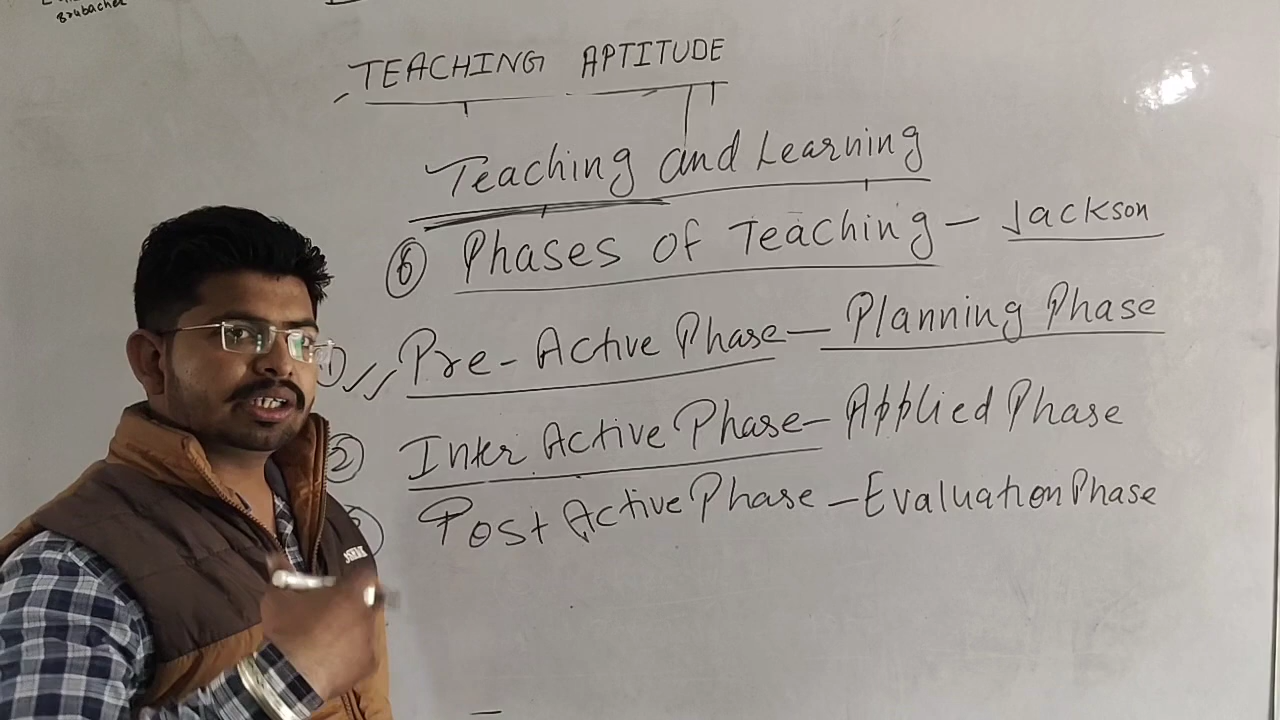 Brubacher
TEACHING APTITUDE
Teaching and Learning
⑥ Phases of Teaching - Jackson
① Pre-Active Phase - Planning Phase
② Inter Active Phase - Applied Phase
Post Active Phase - Evaluation Phase